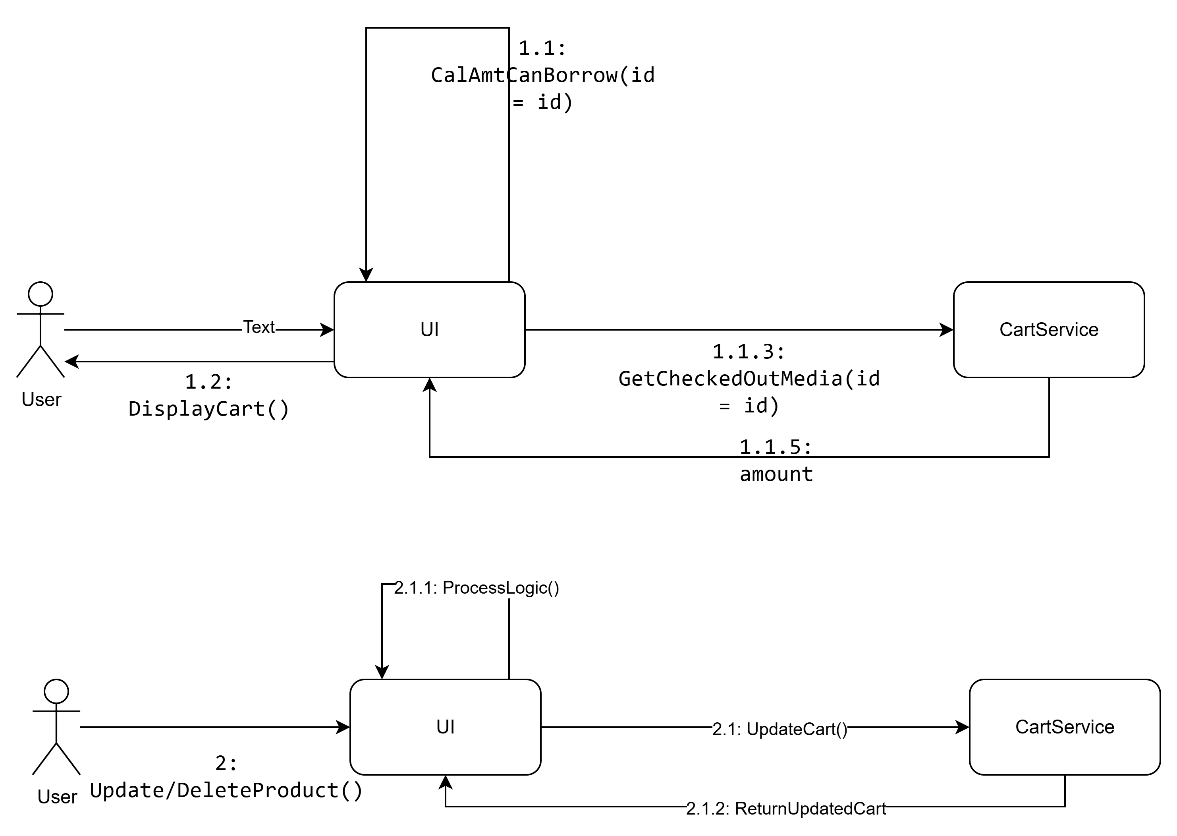 1.1:
CalAmtCanBorrow(id
= id)
Text
UI
CartService
User
1.2:
DisplayCart()
1.1.3:
GetCheckedOutMedia(id
= id)
1.1.5:
amount
2.1.1: ProcessLogic()
UI
2.1: UpdateCart()
CartService
User
2:
Update/DeleteProduct()
2.1.2: ReturnUpdatedCart